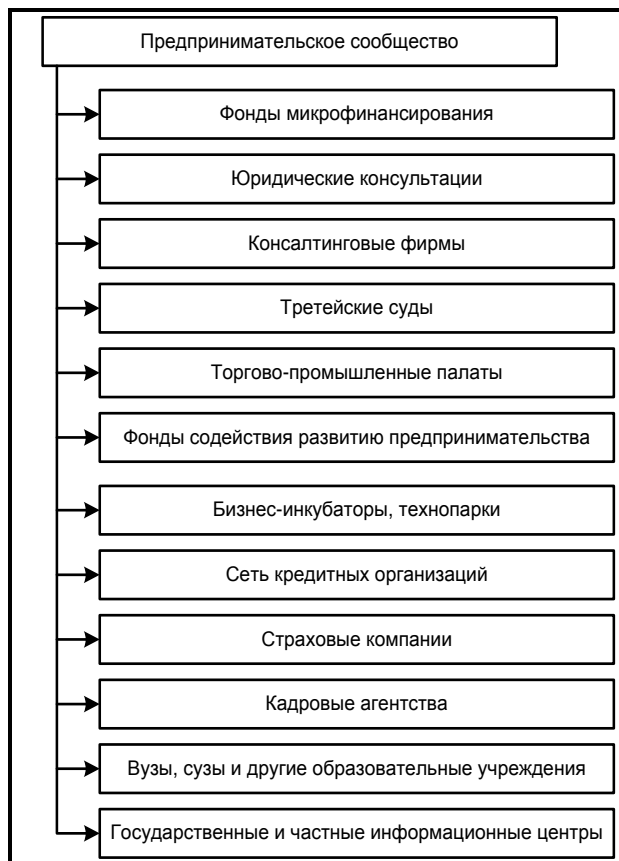 Предпринимательское сообщество
Фонды микрофинансирования
Юридические консультации
Консалтинговые фирмы
Третейские суды
Торгово-промышленные палаты
Фонды содействия развитию предпринимательства
Бизнес-инкубаторы, технопарки
Сеть кредитных организаций
Страховые компании
Кадровые агентства
Вузы, сузы и другие образовательные учреждения
Государственные и частные информационные центры